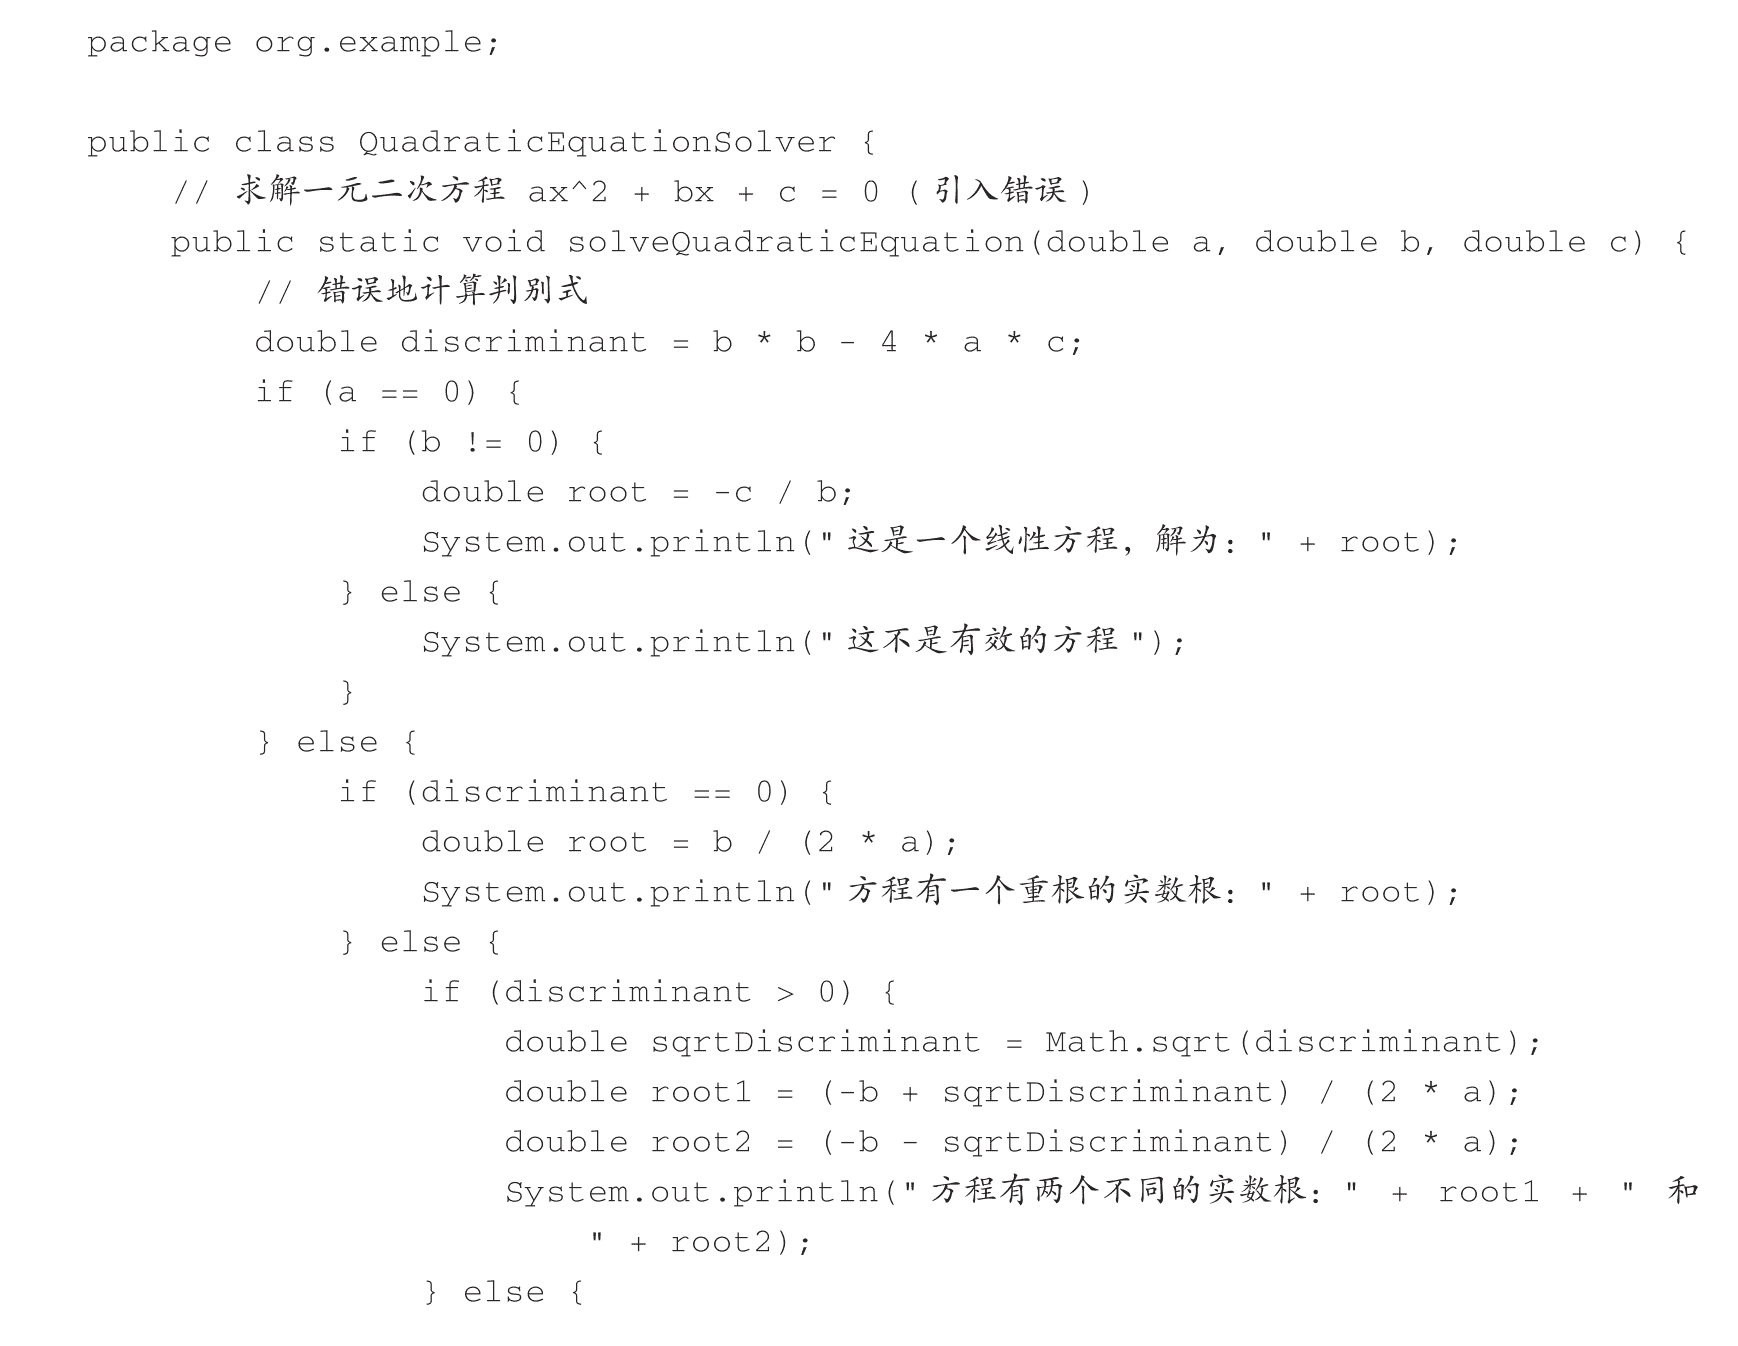 package org.example;
public class QuadraticEquationSolver {
// 求解一元二次方程 ax^2 + bx + c = 0 (引入错误)
public static void solveQuadraticEquation(double a, double b, double c) {
// 错误地计算判别式
double discriminant = b * b - 4 * a * c;
if (a == 0) {
if (b != 0) {
double root = -c / b;
System.out.println("这是一个线性方程，解为：" + root);
} else {
System.out.println("这不是有效的方程");
}
} else {
if (discriminant == 0) {
double root = b / (2 * a);
System.out.println("方程有一个重根的实数根：" + root);
} else {
if (discriminant > 0) {
double sqrtDiscriminant = Math.sqrt(discriminant);
double root1 = (-b + sqrtDiscriminant) / (2 * a);
double root2 = (-b - sqrtDiscriminant) / (2 * a);
System.out.println("方程有两个不同的实数根：" + root1 + " 和
" + root2);
} else {